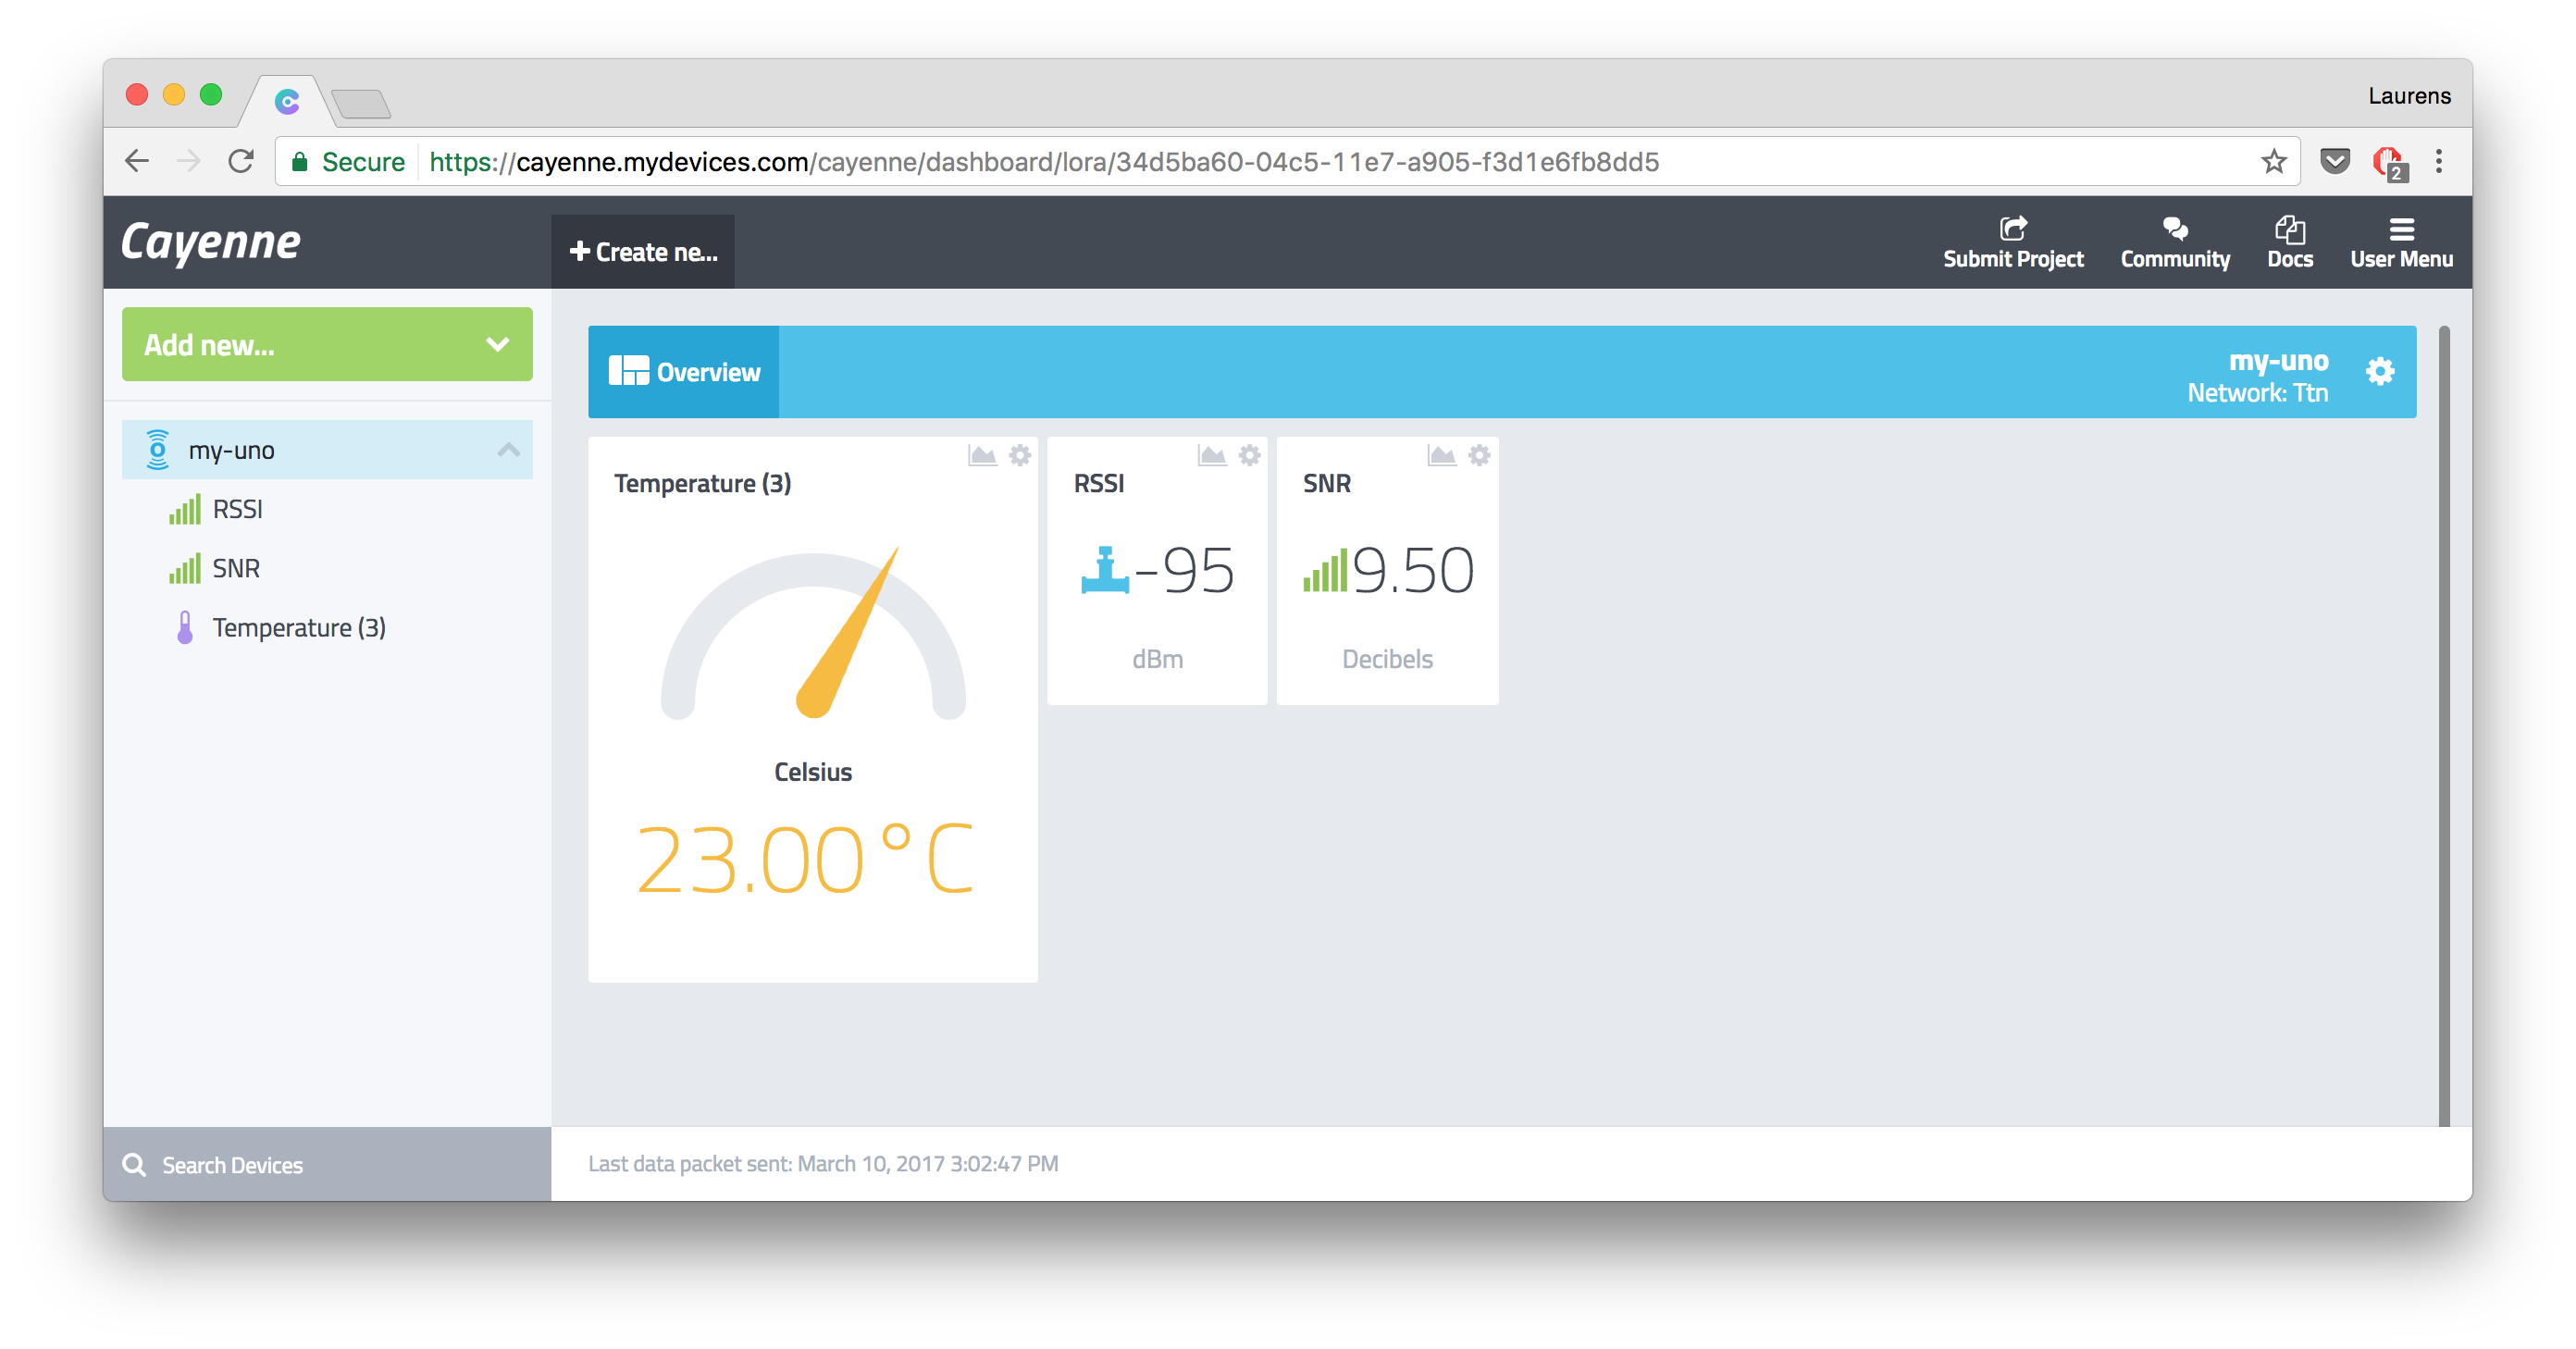 Laurens
Secure https://cayenne.mydevices.com/cayenne/dashboard/lora/34d5ba60-04c5-11e7-a905-f3d1e6fb8dd5
2
Cayenne
+ Create ne...
Submit Project
Community
Docs
User Menu
Add new...
my-uno
RSSI
SNR
Temperature (3)
Overview
my-uno
Network: Ttn
Temperature (3)
Celsius
23.00°C
RSSI
-95
dBm
SNR
9.50
Decibels
Search Devices
Last data packet sent: March 10, 2017 3:02:47 PM